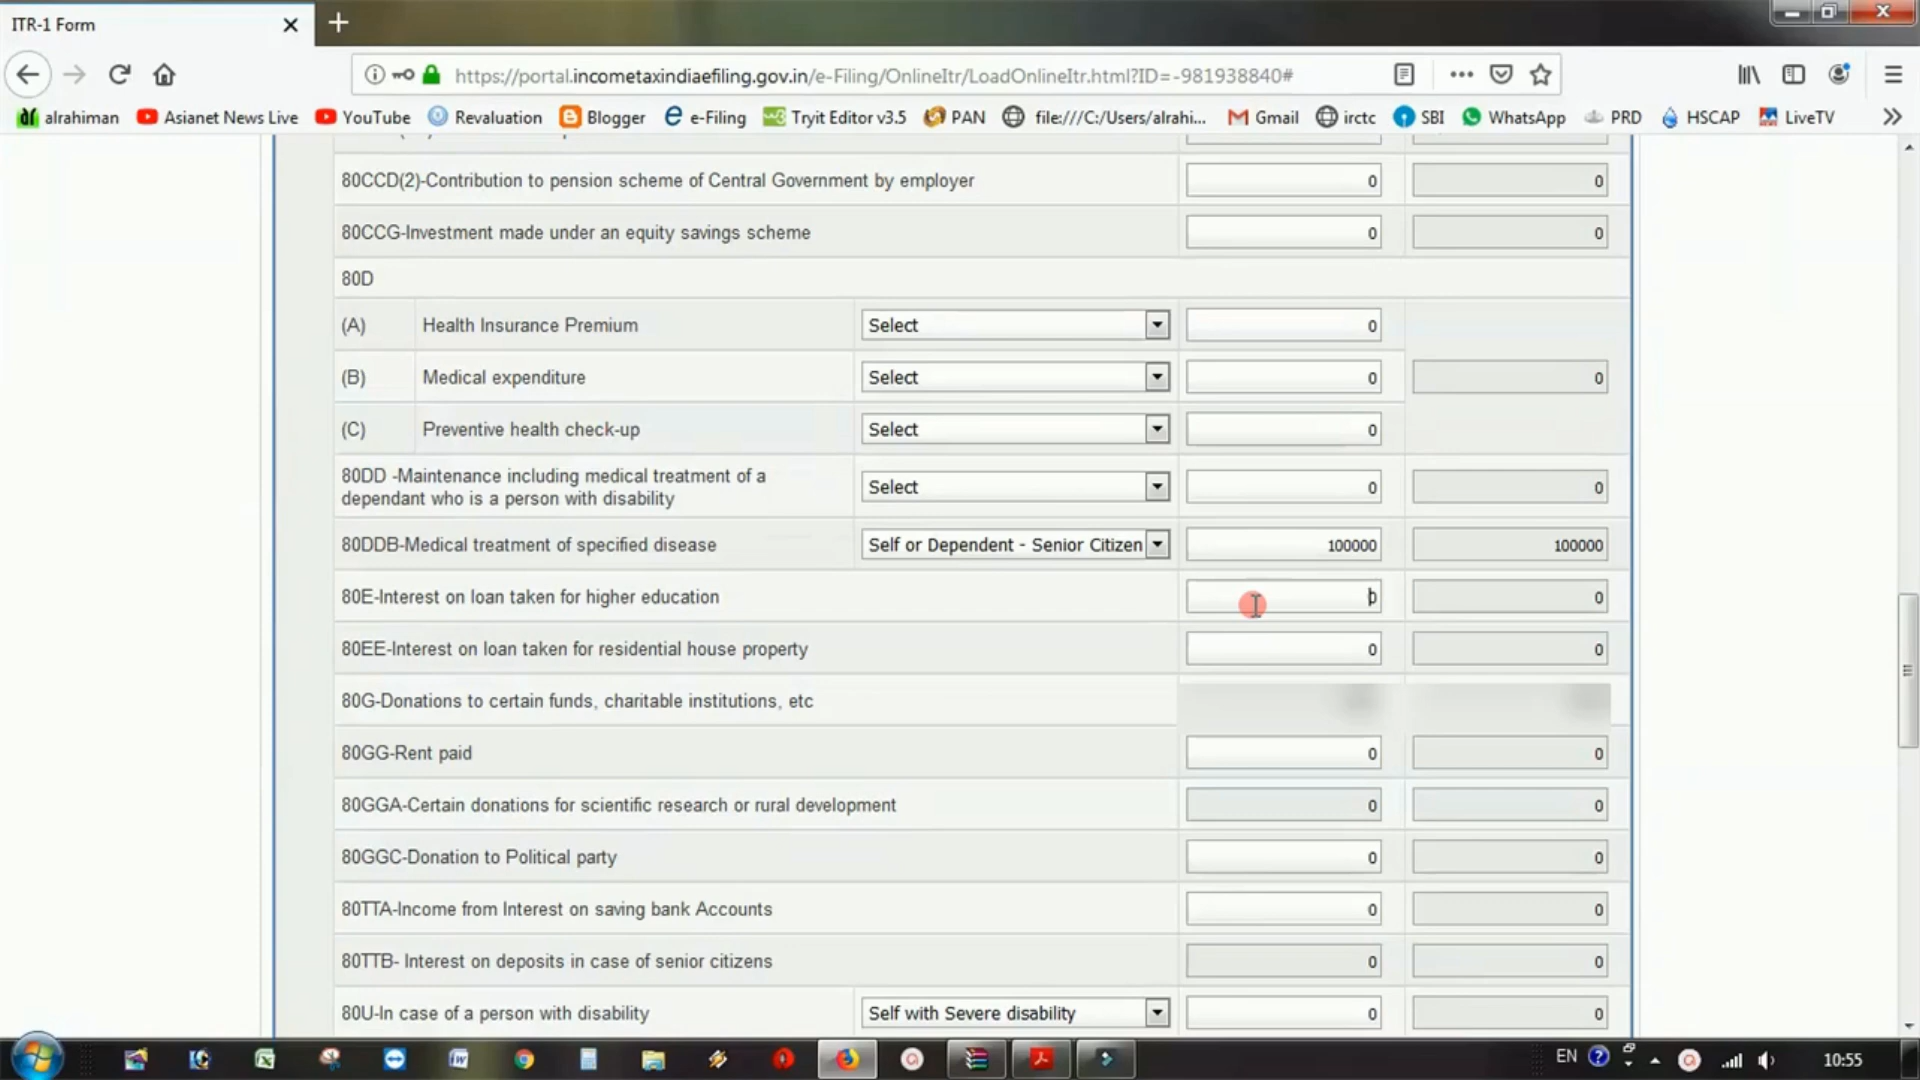 ITR-1 Form
https://portal.incometaxindiaefiling.gov.in/e-Filing/OnlineItr/LoadOnlineItr.html?ID=-981938840#
alrahiman Asianet News Live YouTube Revaluation Blogger e-Filing Tryit Editor v3.5 PAN file:///C:/Users/alrahi... Gmail irctc SBI WhatsApp PRD HSCAP LiveTV
80CCD(2)-Contribution to pension scheme of Central Government by employer 0 0
80CCG-Investment made under an equity savings scheme 0 0
80D
(A) Health Insurance Premium Select 0
(B) Medical expenditure Select 0 0
(C) Preventive health check-up Select 0
80DD -Maintenance including medical treatment of a
dependant who is a person with disability Select 0 0
80DDB-Medical treatment of specified disease Self or Dependent - Senior Citizen 100000 100000
80E-Interest on loan taken for higher education 0 0
80EE-Interest on loan taken for residential house property 0 0
80G-Donations to certain funds, charitable institutions, etc
80GG-Rent paid 0 0
80GGA-Certain donations for scientific research or rural development 0 0
80GGC-Donation to Political party 0 0
80TTA-Income from Interest on saving bank Accounts 0 0
80TTB- Interest on deposits in case of senior citizens 0 0
80U-In case of a person with disability Self with Severe disability 0 0
EN 10:55